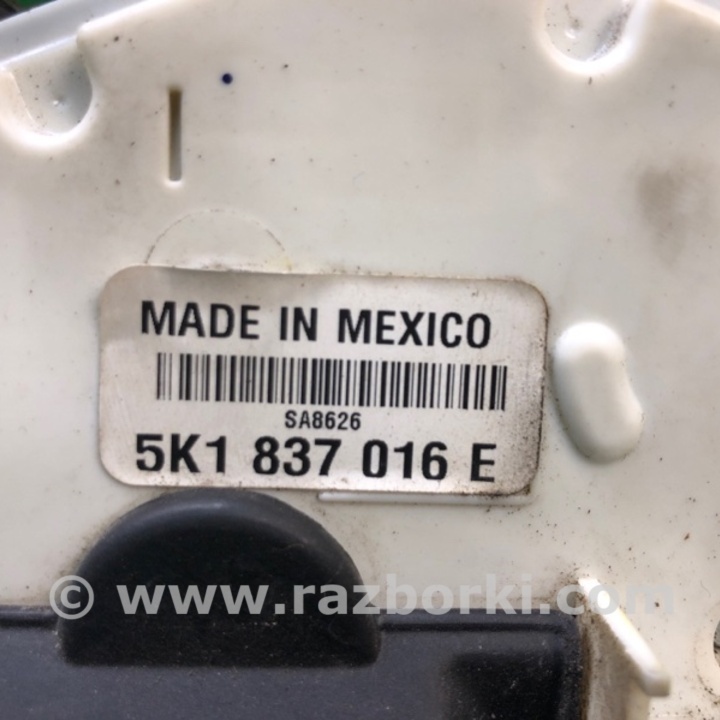 MADE IN MEXICO
SA8626
5K1 837 016 E
© www.razborki.com